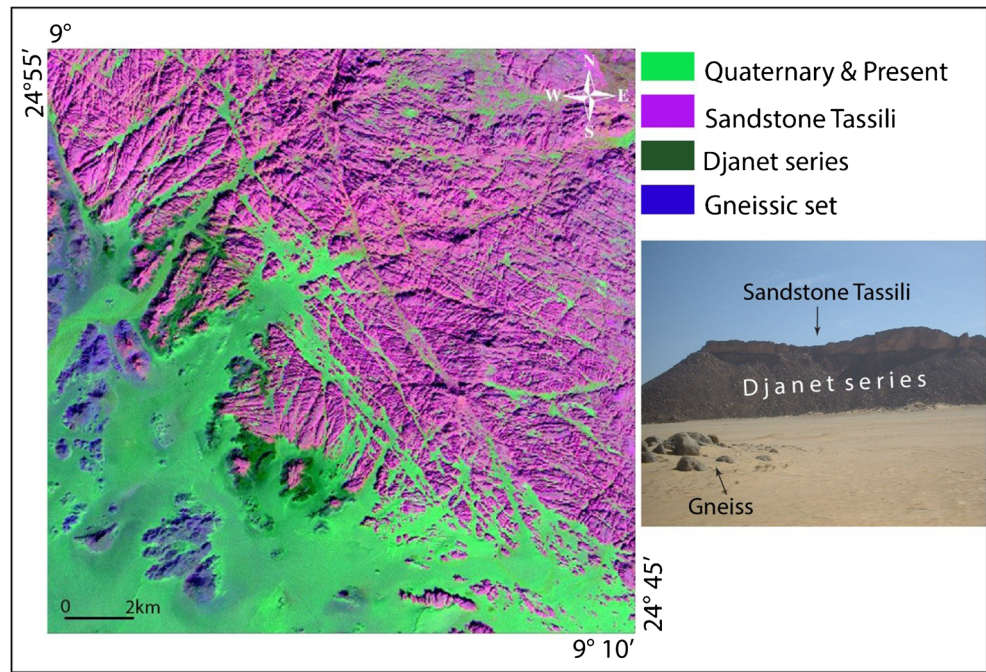 9°
24°55′
N
W E
S
Quaternary & Present
Sandstone Tassili
Djanet series
Gneissic set
Sandstone Tassili
Djanet series
Gneiss
0 2km
24° 45′
9° 10′